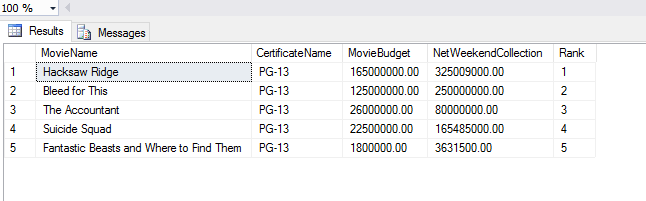 100 %
Results Messages
MovieName CertificateName MovieBudget NetWeekendCollection Rank
1 Hacksaw Ridge PG-13 165000000.00 325009000.00 1
2 Bleed for This PG-13 125000000.00 250000000.00 2
3 The Accountant PG-13 26000000.00 80000000.00 3
4 Suicide Squad PG-13 22500000.00 165485000.00 4
5 Fantastic Beasts and Where to Find Them PG-13 1800000.00 3631500.00 5